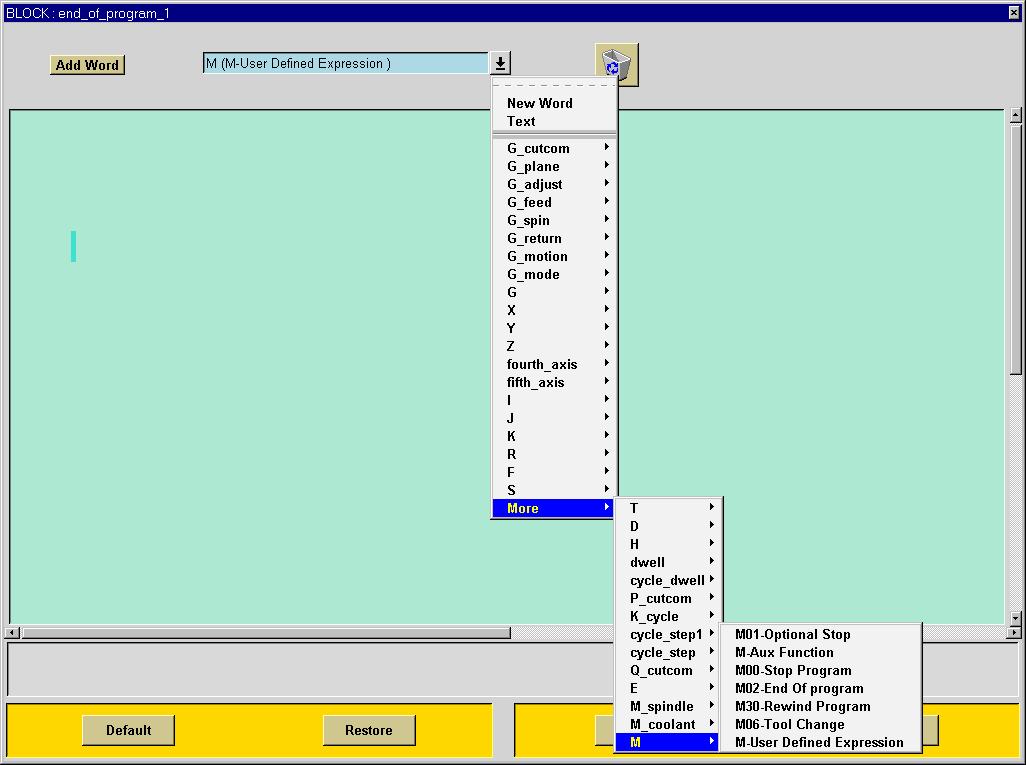 BLOCK : end_of_program_1
Add Word
M (M-User Defined Expression )
New Word
Text
G_cutcom
G_plane
G_adjust
G_feed
G_spin
G_return
G_motion
G_mode
G
X
Y
Z
fourth_axis
fifth_axis
I
J
K
R
F
S
More
T
D
H
dwell
cycle_dwell
P_cutcom
K_cycle
cycle_step1
cycle_step
Q_cutcom
E
M_spindle
M_coolant
M
M01-Optional Stop
M-Aux Function
M00-Stop Program
M02-End Of program
M30-Rewind Program
M06-Tool Change
M-User Defined Expression
Default
Restore